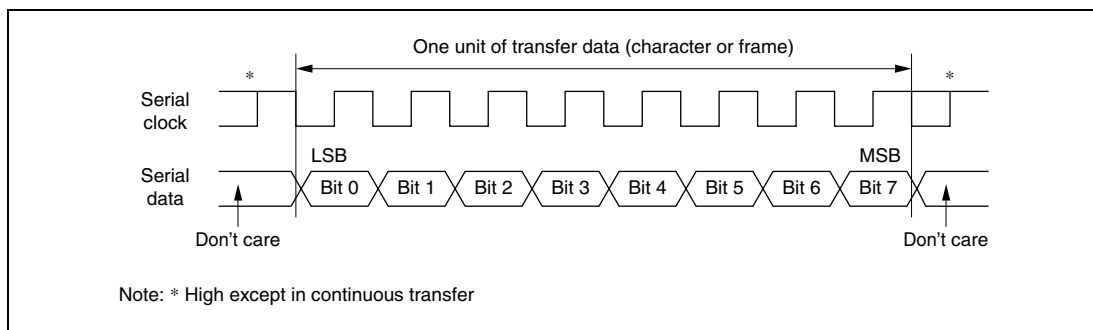 One unit of transfer data (character or frame)
* *
Serial
clock
LSB MSB
Serial
data
Bit 0 Bit 1 Bit 2 Bit 3 Bit 4 Bit 5 Bit 6 Bit 7
Don't care Don't care
Note: * High except in continuous transfer